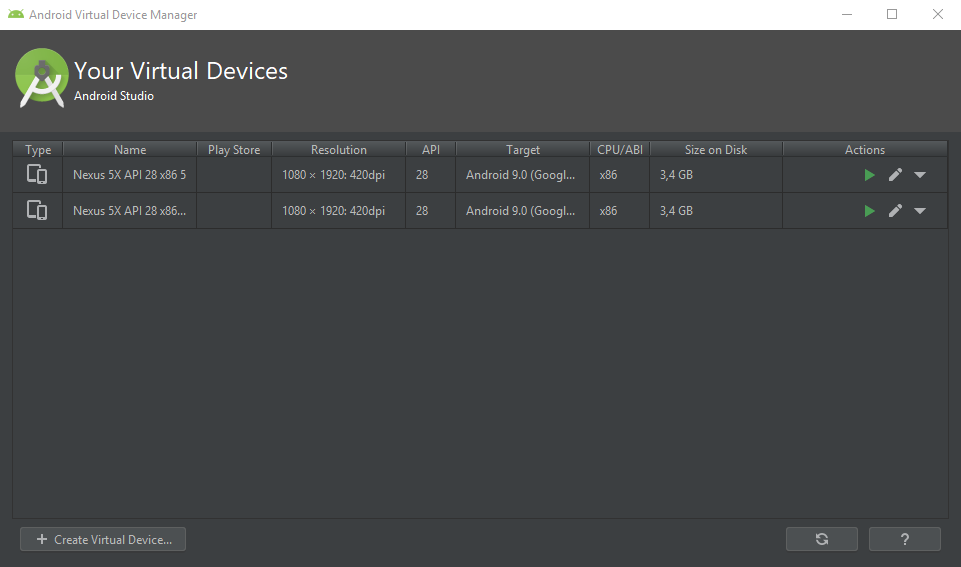 Android Virtual Device Manager
Your Virtual Devices
Android Studio
Type Name Play Store Resolution API Target CPU/ABI Size on Disk Actions
Nexus 5X API 28 x86 5 1080 × 1920: 420dpi 28 Android 9.0 (Googl... x86 3,4 GB
Nexus 5X API 28 x86... 1080 × 1920: 420dpi 28 Android 9.0 (Googl... x86 3,4 GB
+ Create Virtual Device... ?